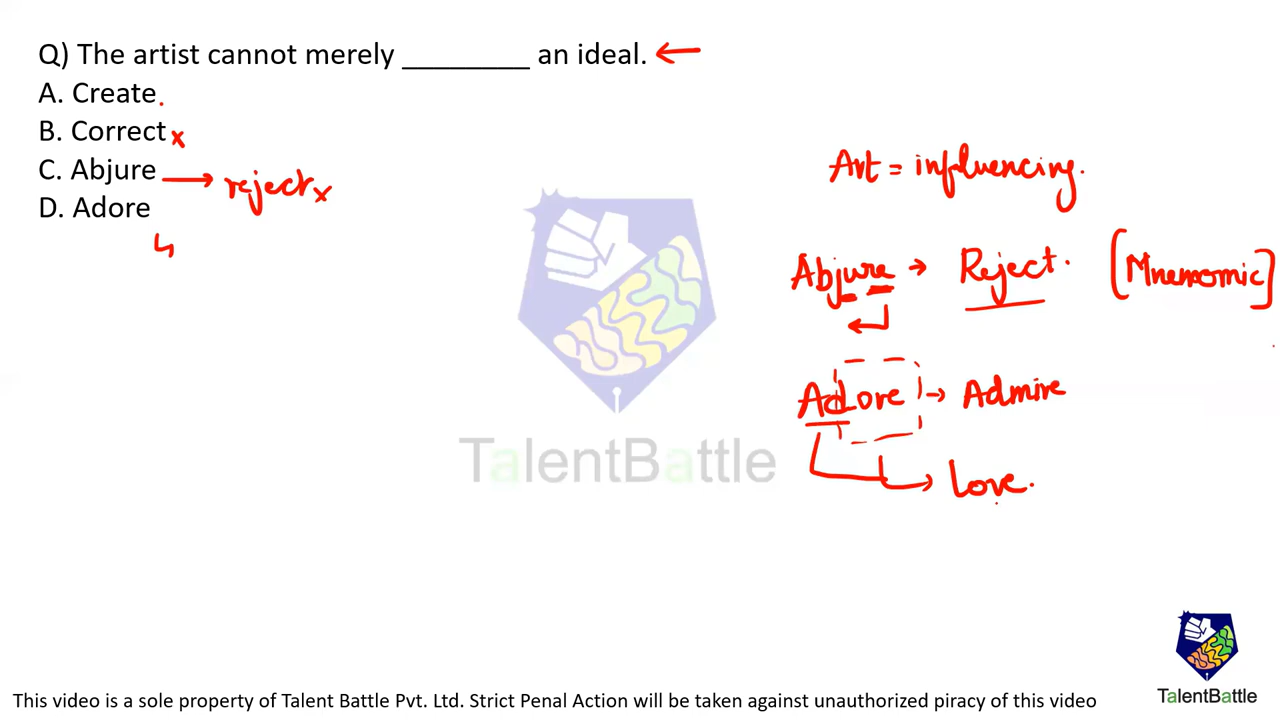 Q) The artist cannot merely ________ an ideal. ←
A. Create.
B. Correct x
C. Abjure → reject x
D. Adore
Art = influencing.
Abjure → Reject. [Mnemomic]
Adore → Admire
Love.
TalentBattle
TalentBattle
This video is a sole property of Talent Battle Pvt. Ltd. Strict Penal Action will be taken against unauthorized piracy of this video